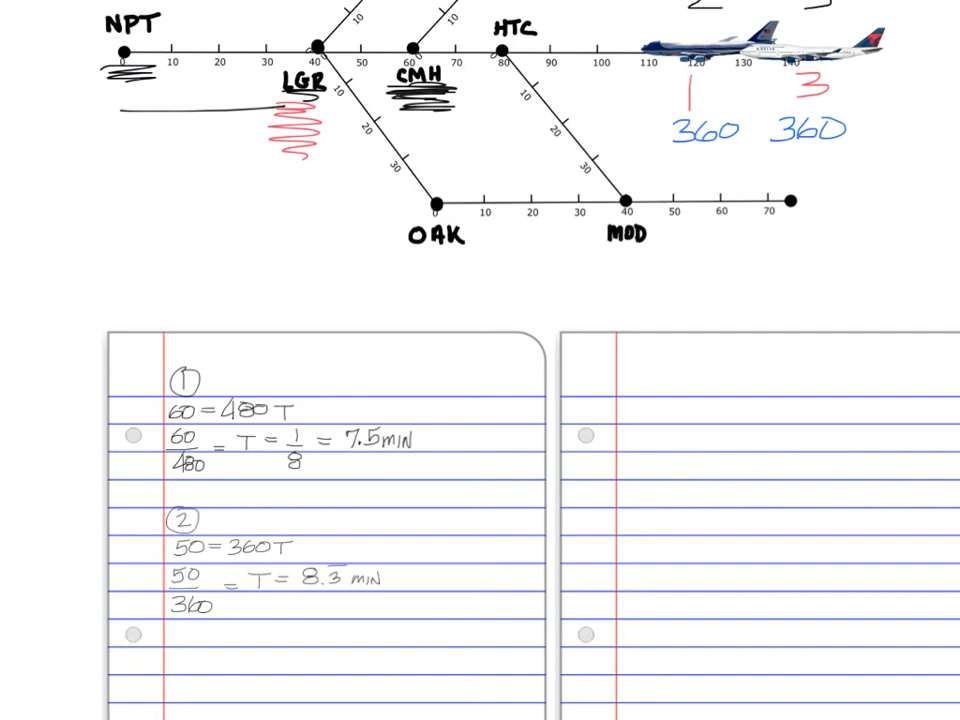 10 10
NPT HTC
0 10 20 30 40 50 60 70 80 90 100 110 120 130 140
LGR CMH
10 10
1 3
360 360
20 20
30 30
0 10 20 30 40 50 60 70
OAK MOD
1
60 = 480 T
60/480 = T = 1/8 = 7.5 MIN
2
50 = 360 T
50/360 = T = 8.3̅ MIN